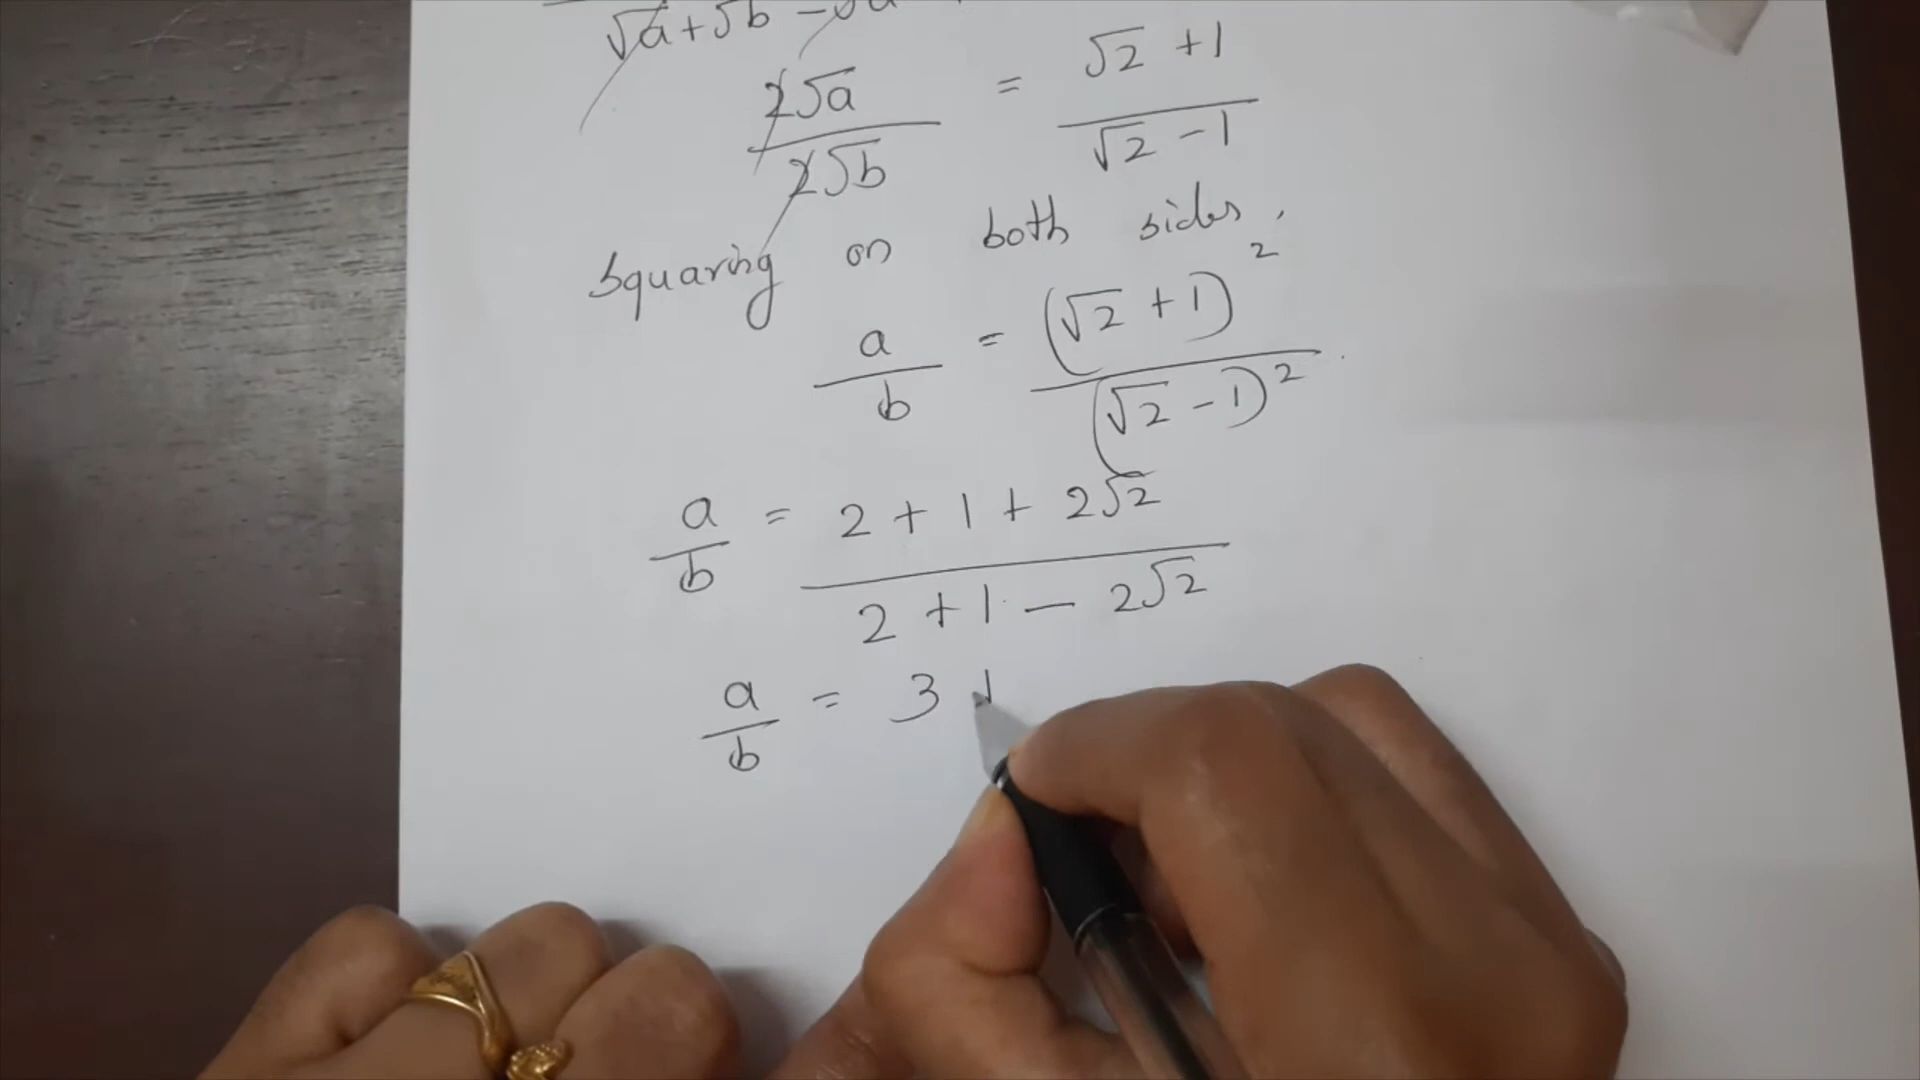 √a + √b - √a
2√a / 2√b = √2 + 1 / √2 - 1
Squaring on both sides,
a / b = (√2 + 1)² / (√2 - 1)²
a / b = 2 + 1 + 2√2 / 2 + 1 - 2√2
a / b = 3